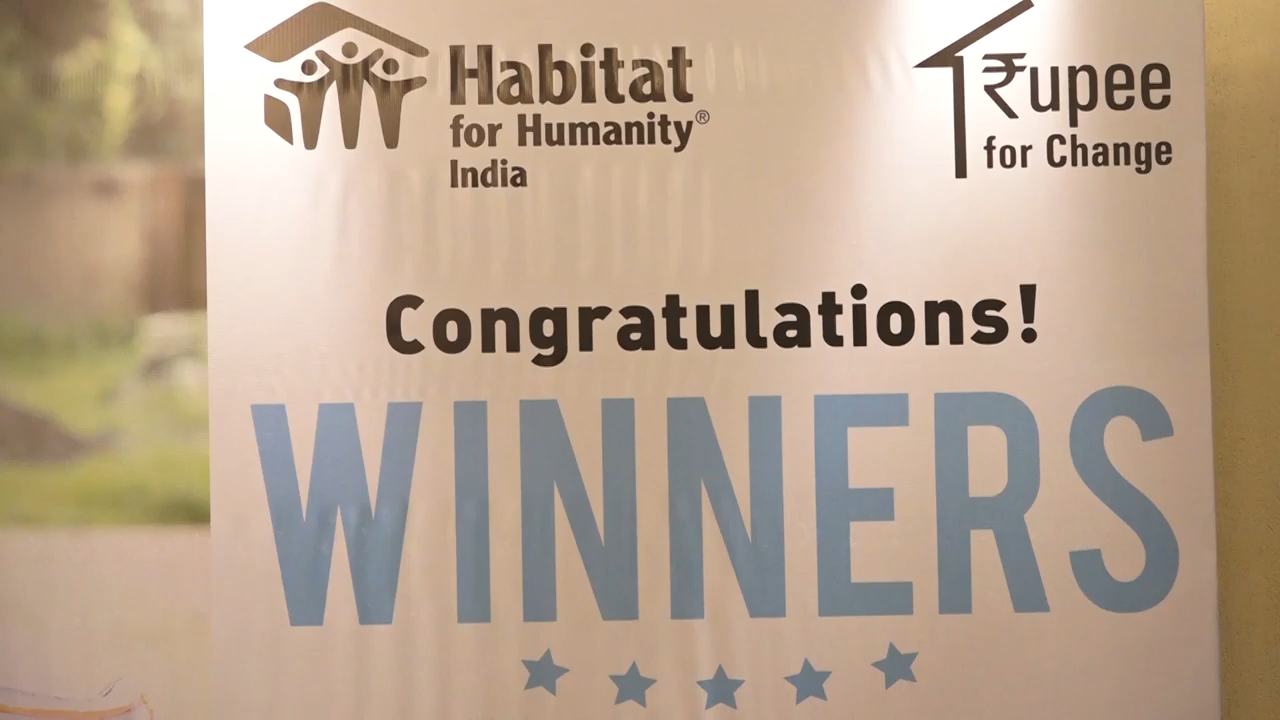 Habitat
for Humanity®
India
₹upee
for Change
Congratulations!
WINNERS